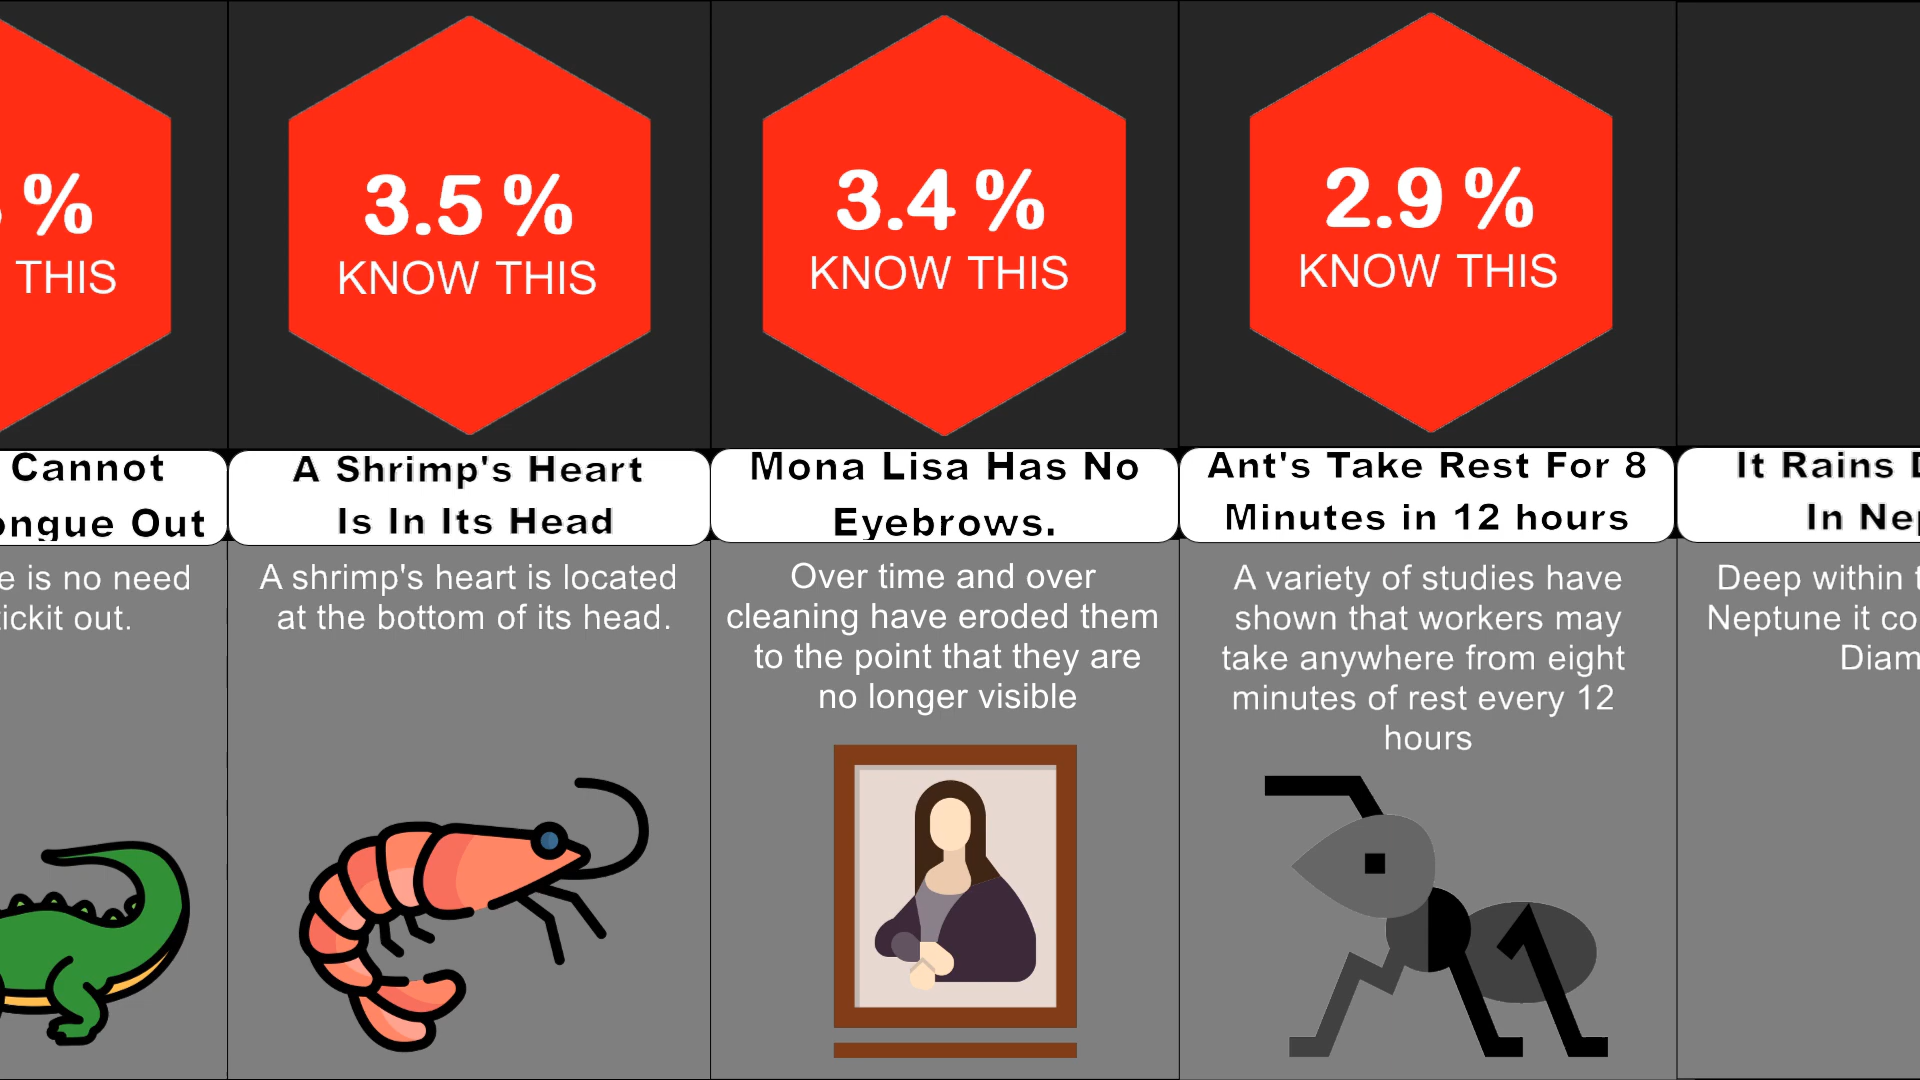 %
THIS
Cannot
Tongue Out
e is no need
ickit out.
3.5 %
KNOW THIS
A Shrimp's Heart
Is In Its Head
A shrimp's heart is located
at the bottom of its head.
3.4 %
KNOW THIS
Mona Lisa Has No
Eyebrows.
Over time and over
cleaning have eroded them
to the point that they are
no longer visible
2.9 %
KNOW THIS
Ant's Take Rest For 8
Minutes in 12 hours
A variety of studies have
shown that workers may
take anywhere from eight
minutes of rest every 12
hours
It Rains
In Nep
Deep within
Neptune it co
Diam